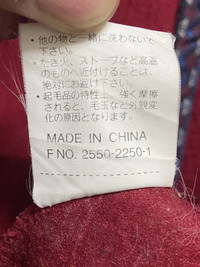 ・他の物と一緒に洗わないで
下さい。
・たき火、ストーブなど高温
のものへ近付けることは、
絶対にお避け下さい。
・起毛品の特性上、強く摩擦
されると、毛玉など外観変
化の原因となります。
MADE IN CHINA
F NO. 2550-2250-1